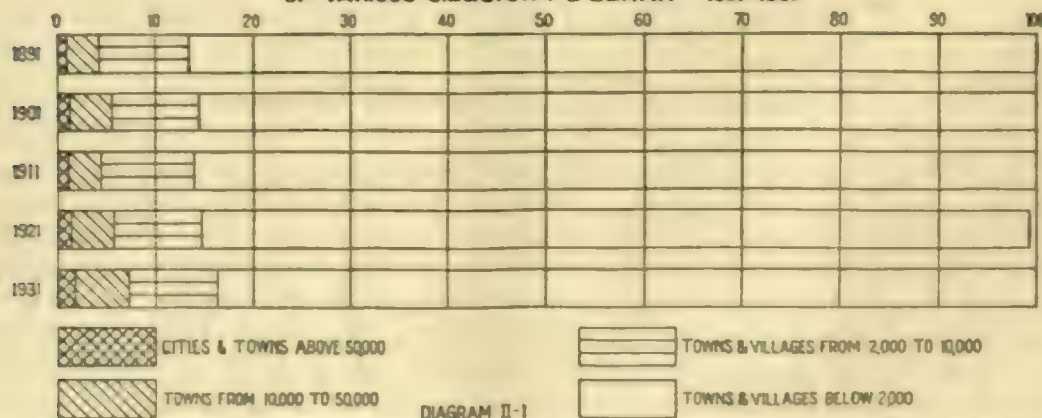 0 10 20 30 40 50 60 70 80 90 100
1891
1901
1911
1921
1931
CITIES & TOWNS ABOVE 50,000
TOWNS & VILLAGES FROM 2,000 TO 10,000
TOWNS FROM 10,000 TO 50,000
TOWNS & VILLAGES BELOW 2,000
DIAGRAM II-1